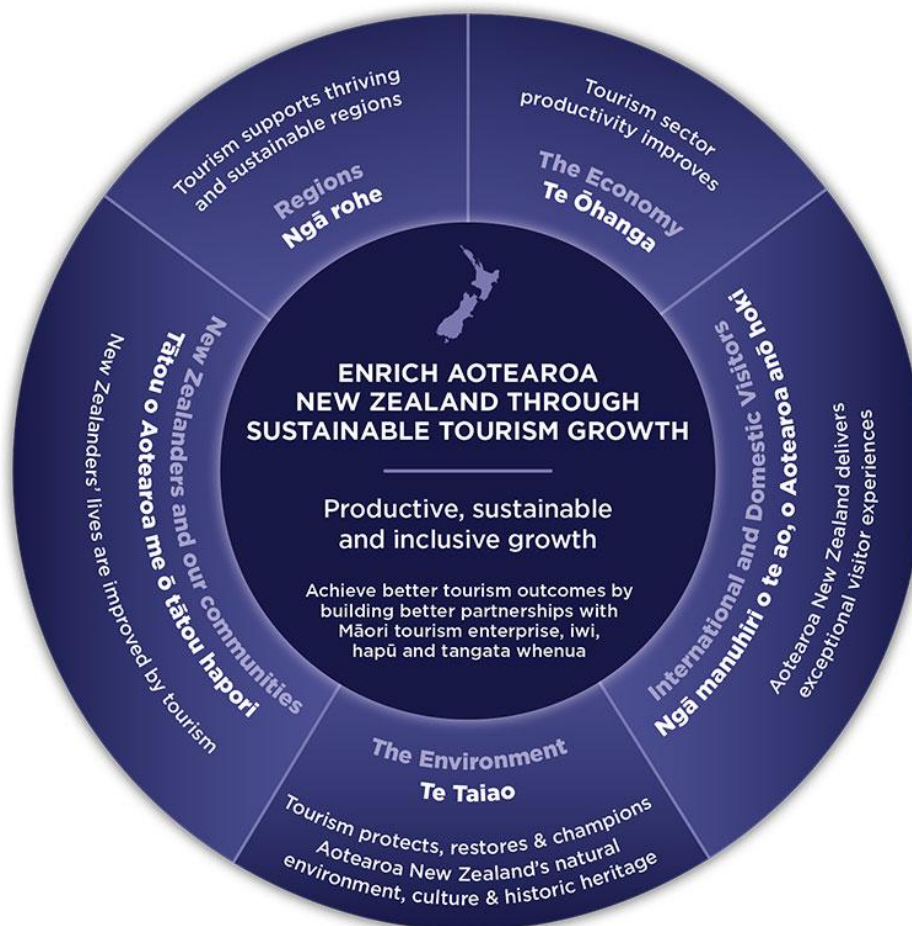 ENRICH AOTEAROA
NEW ZEALAND THROUGH
SUSTAINABLE TOURISM GROWTH
Productive, sustainable
and inclusive growth
Achieve better tourism outcomes by
building better partnerships with
Māori tourism enterprise, iwi,
hapū and tangata whenua
Tourism sector
productivity improves
The Economy
Te Ōhanga
International and Domestic Visitors
Ngā manuhiri o te ao, o Aotearoa anō hoki
Aotearoa New Zealand delivers
exceptional visitor experiences
The Environment
Te Taiao
Tourism protects, restores & champions
Aotearoa New Zealand's natural
environment, culture & historic heritage
New Zealanders and our communities
Tātou o Aotearoa me ō tātou hapori
New Zealanders' lives are improved by tourism
Tourism supports thriving
and sustainable regions
Regions
Ngā rohe